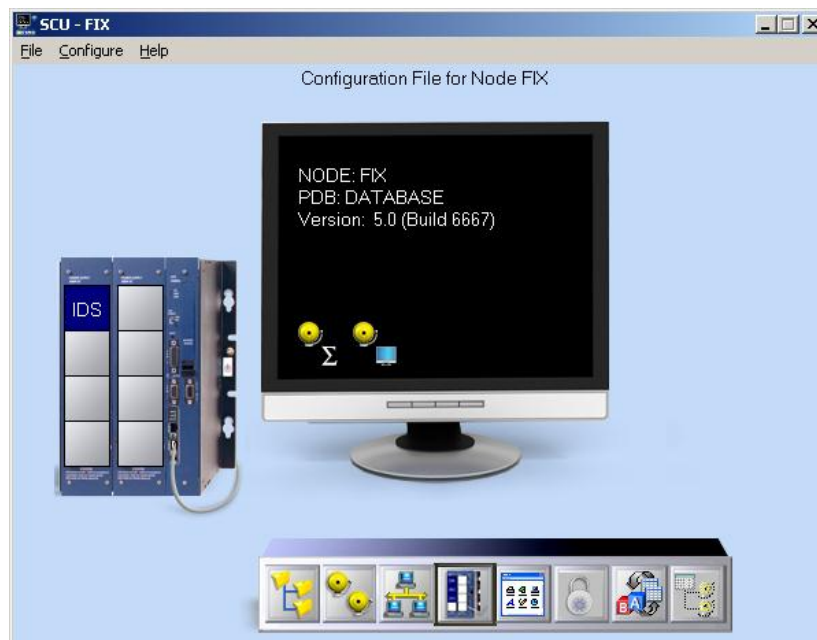 SCU - FIX
File Configure Help
Configuration File for Node FIX
NODE: FIX
PDB: DATABASE
Version: 5.0 (Build 6667)
IDS
Σ
B A